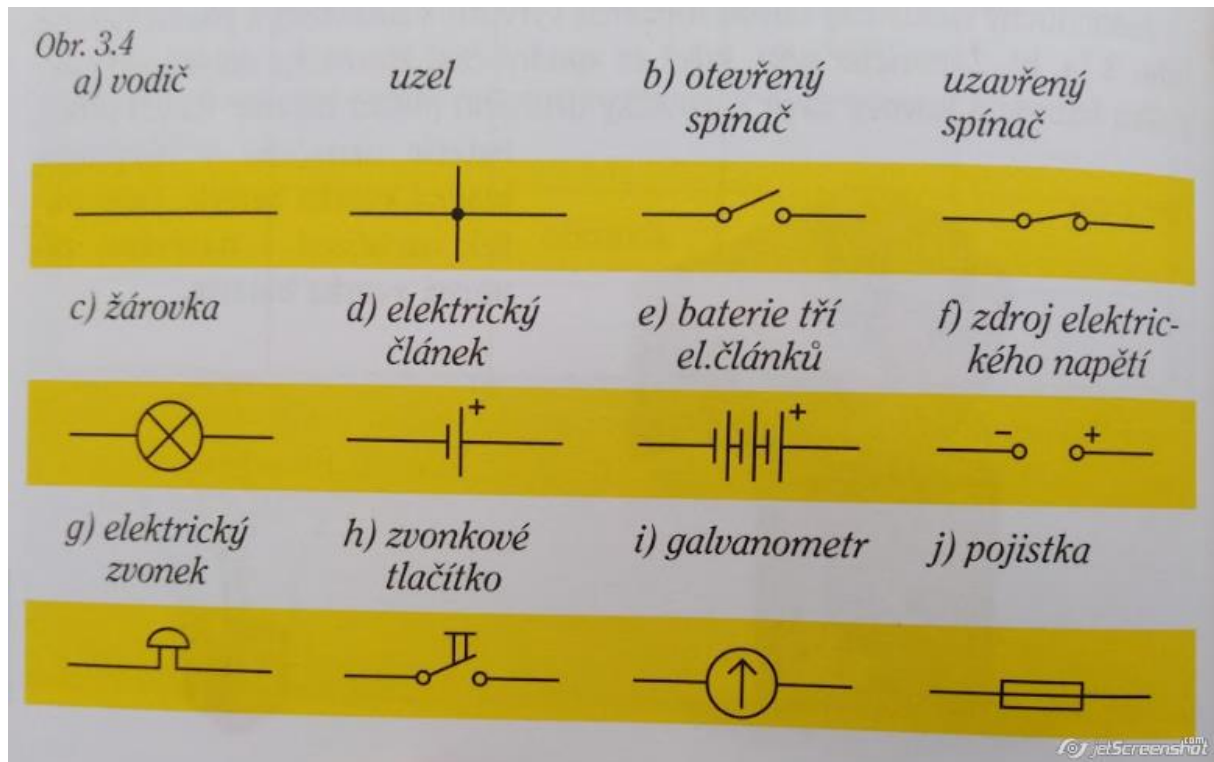 Obr. 3.4
a) vodič
uzel
b) otevřený
spínač
uzavřený
spínač
c) žárovka
d) elektrický
článek
e) baterie tří
el.článků
f) zdroj elektric-
kého napětí
+
+
- +
g) elektrický
zvonek
h) zvonkové
tlačítko
i) galvanometr
j) pojistka
jetScreenshot
.com